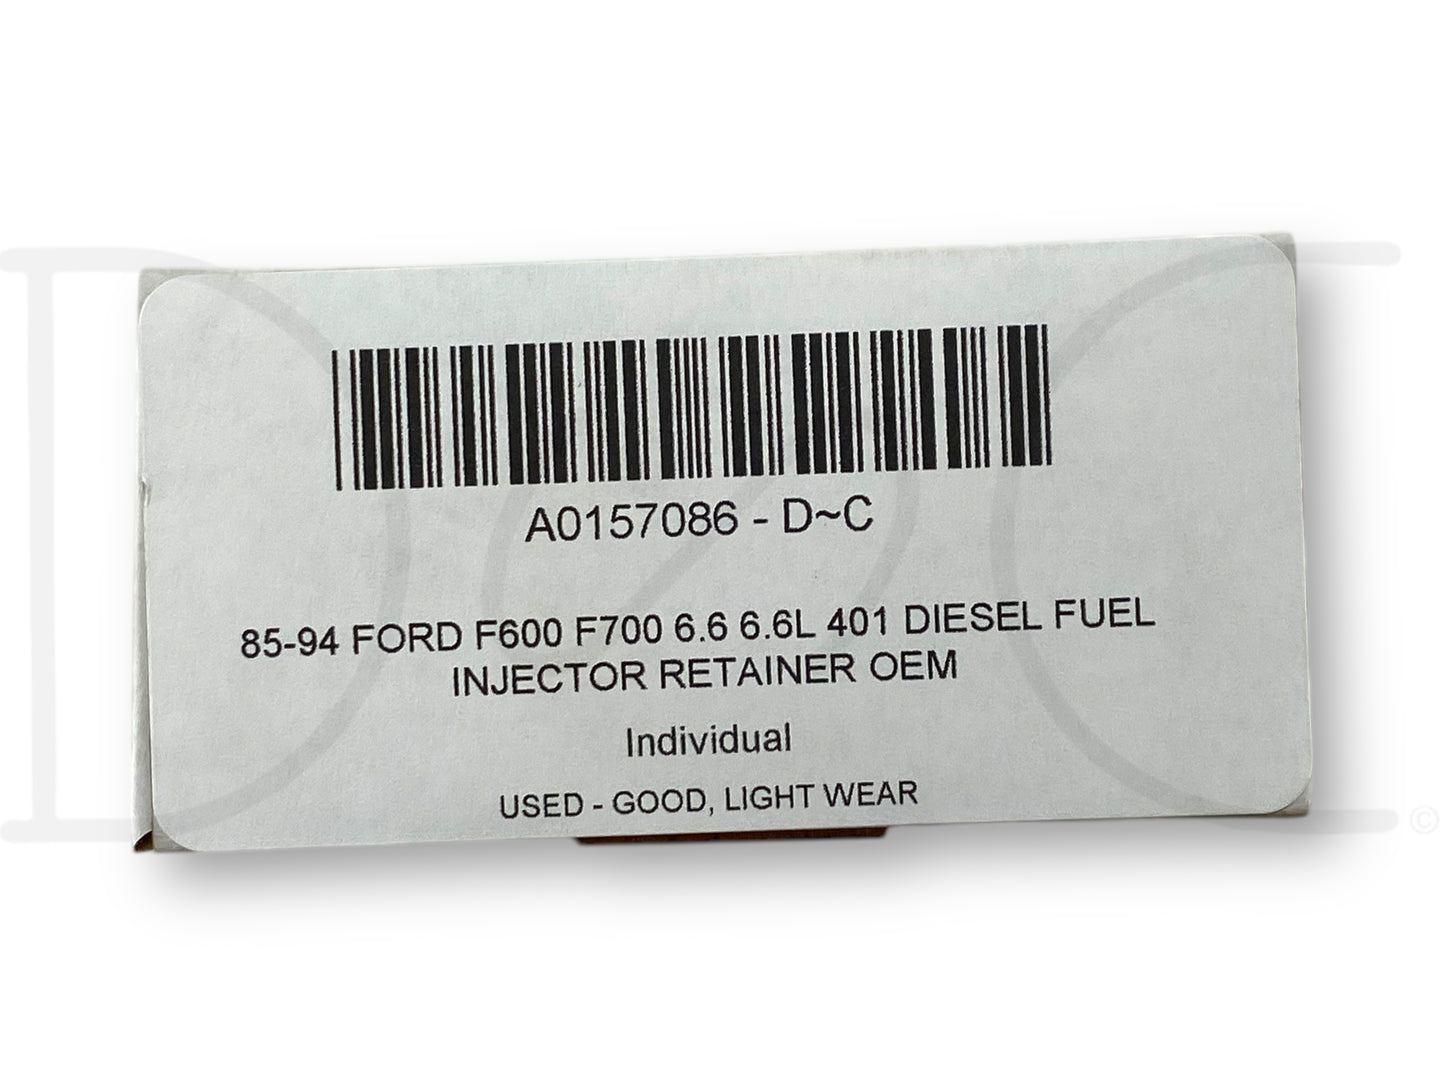 A0157086 - D~C
85-94 FORD F600 F700 6.6 6.6L 401 DIESEL FUEL
INJECTOR RETAINER OEM
Individual
USED - GOOD, LIGHT WEAR
D~C ©